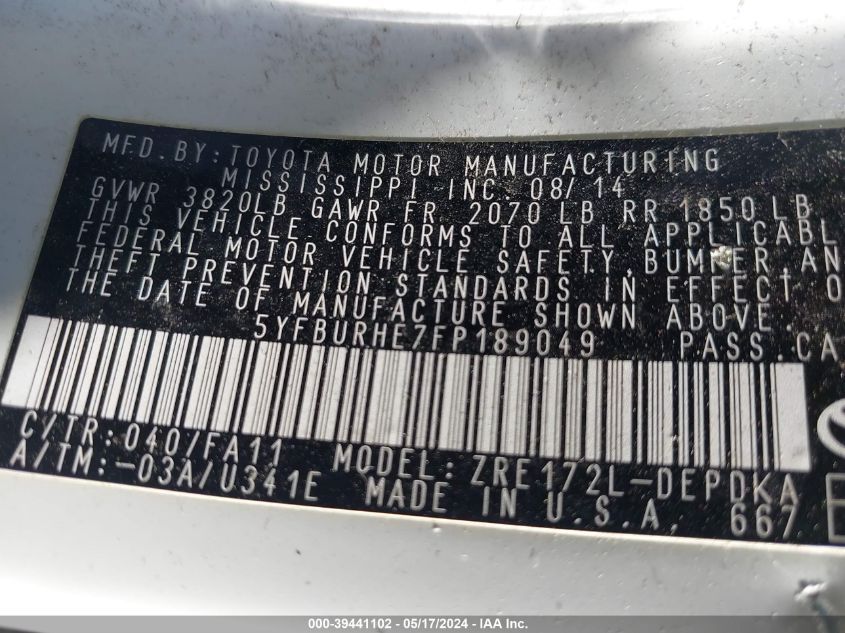 MFD. BY: TOYOTA MOTOR MANUFACTURING
MISSISSIPPI INC. 08/14
GVWR 3820LB GAWR FR. 2070 LB RR 1850 LB
THIS VEHICLE CONFORMS TO ALL APPLICABL
FEDERAL MOTOR VEHICLE SAFETY, BUMPER, AN
THEFT PREVENTION STANDARDS IN EFFECT O
THE DATE OF MANUFACTURE SHOWN ABOVE.
5YFBURHE7FP189049 PASS.CA
C/TR: 040/FA11 MODEL: ZRE172L-DEPDKA
A/TM: -03A/U341E MADE IN U.S.A. 667
000-39441102 — 05/17/2024 — IAA Inc.